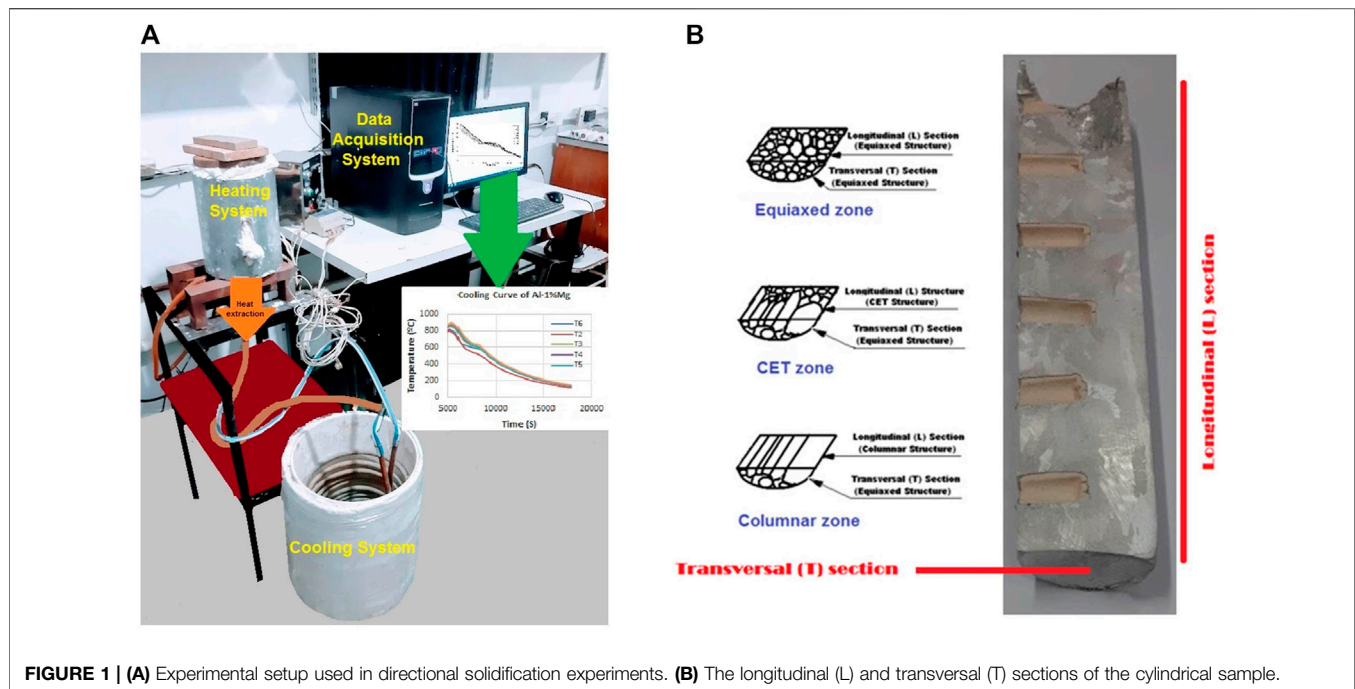 A
B
Data
Acquisition
System
Heating
System
Heat
extraction
Cooling System
Cooling Curve of Al-1%Mg
Temperature (ºC)
1000
800
600
400
200
0
5000 10000 15000 20000
Time (S)
T6
T2
T3
T4
T5
Longitudinal (L) Section
(Equiaxed Structure)
Transversal (T) Section
(Equiaxed Structure)
Equiaxed zone
Longitudinal (L) Structure
(CET Structure)
Transversal (T) Section
(Equiaxed Structure)
CET zone
Longitudinal (L) Section
(Columnar Structure)
Transversal (T) Section
(Equiaxed Structure)
Columnar zone
Transversal (T) section
Longitudinal (L) section
FIGURE 1 | (A) Experimental setup used in directional solidification experiments. (B) The longitudinal (L) and transversal (T) sections of the cylindrical sample.